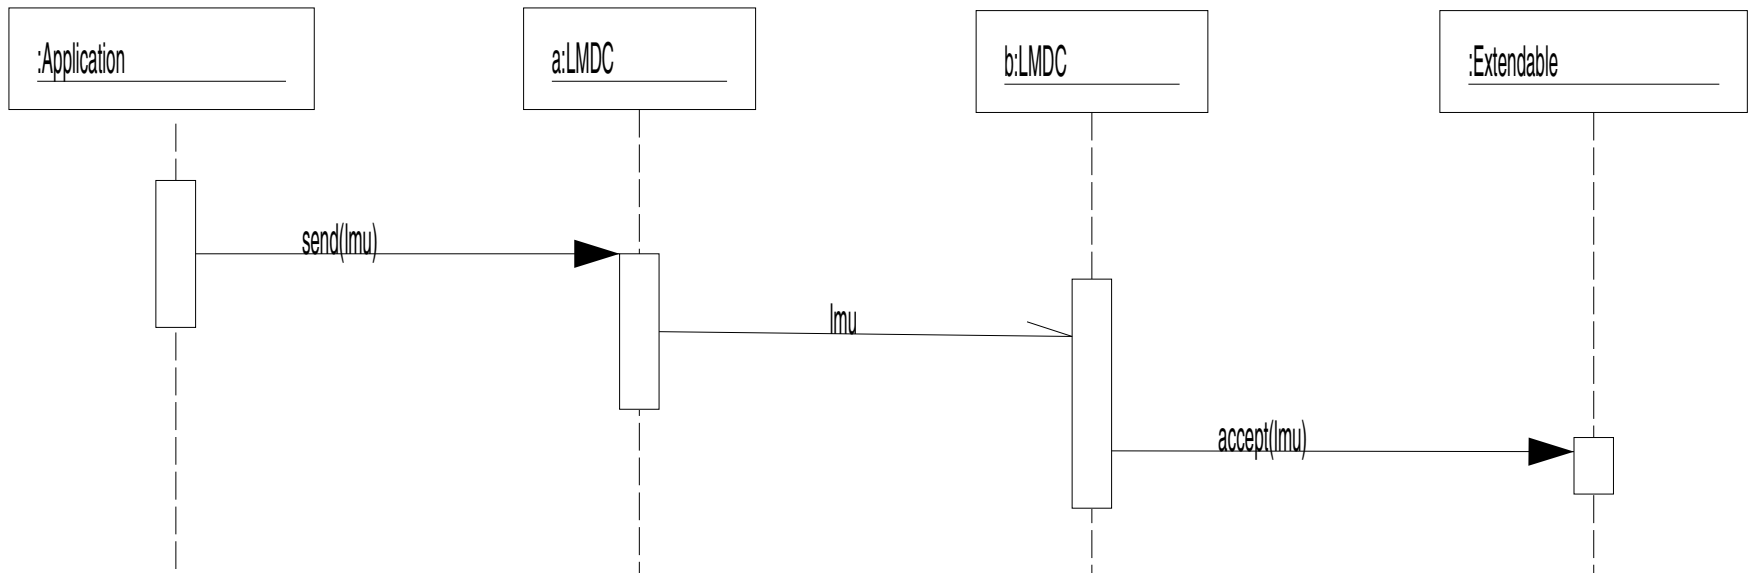 :Application
a:LMDC
b:LMDC
:Extendable
send(lmu)
lmu
accept(lmu)